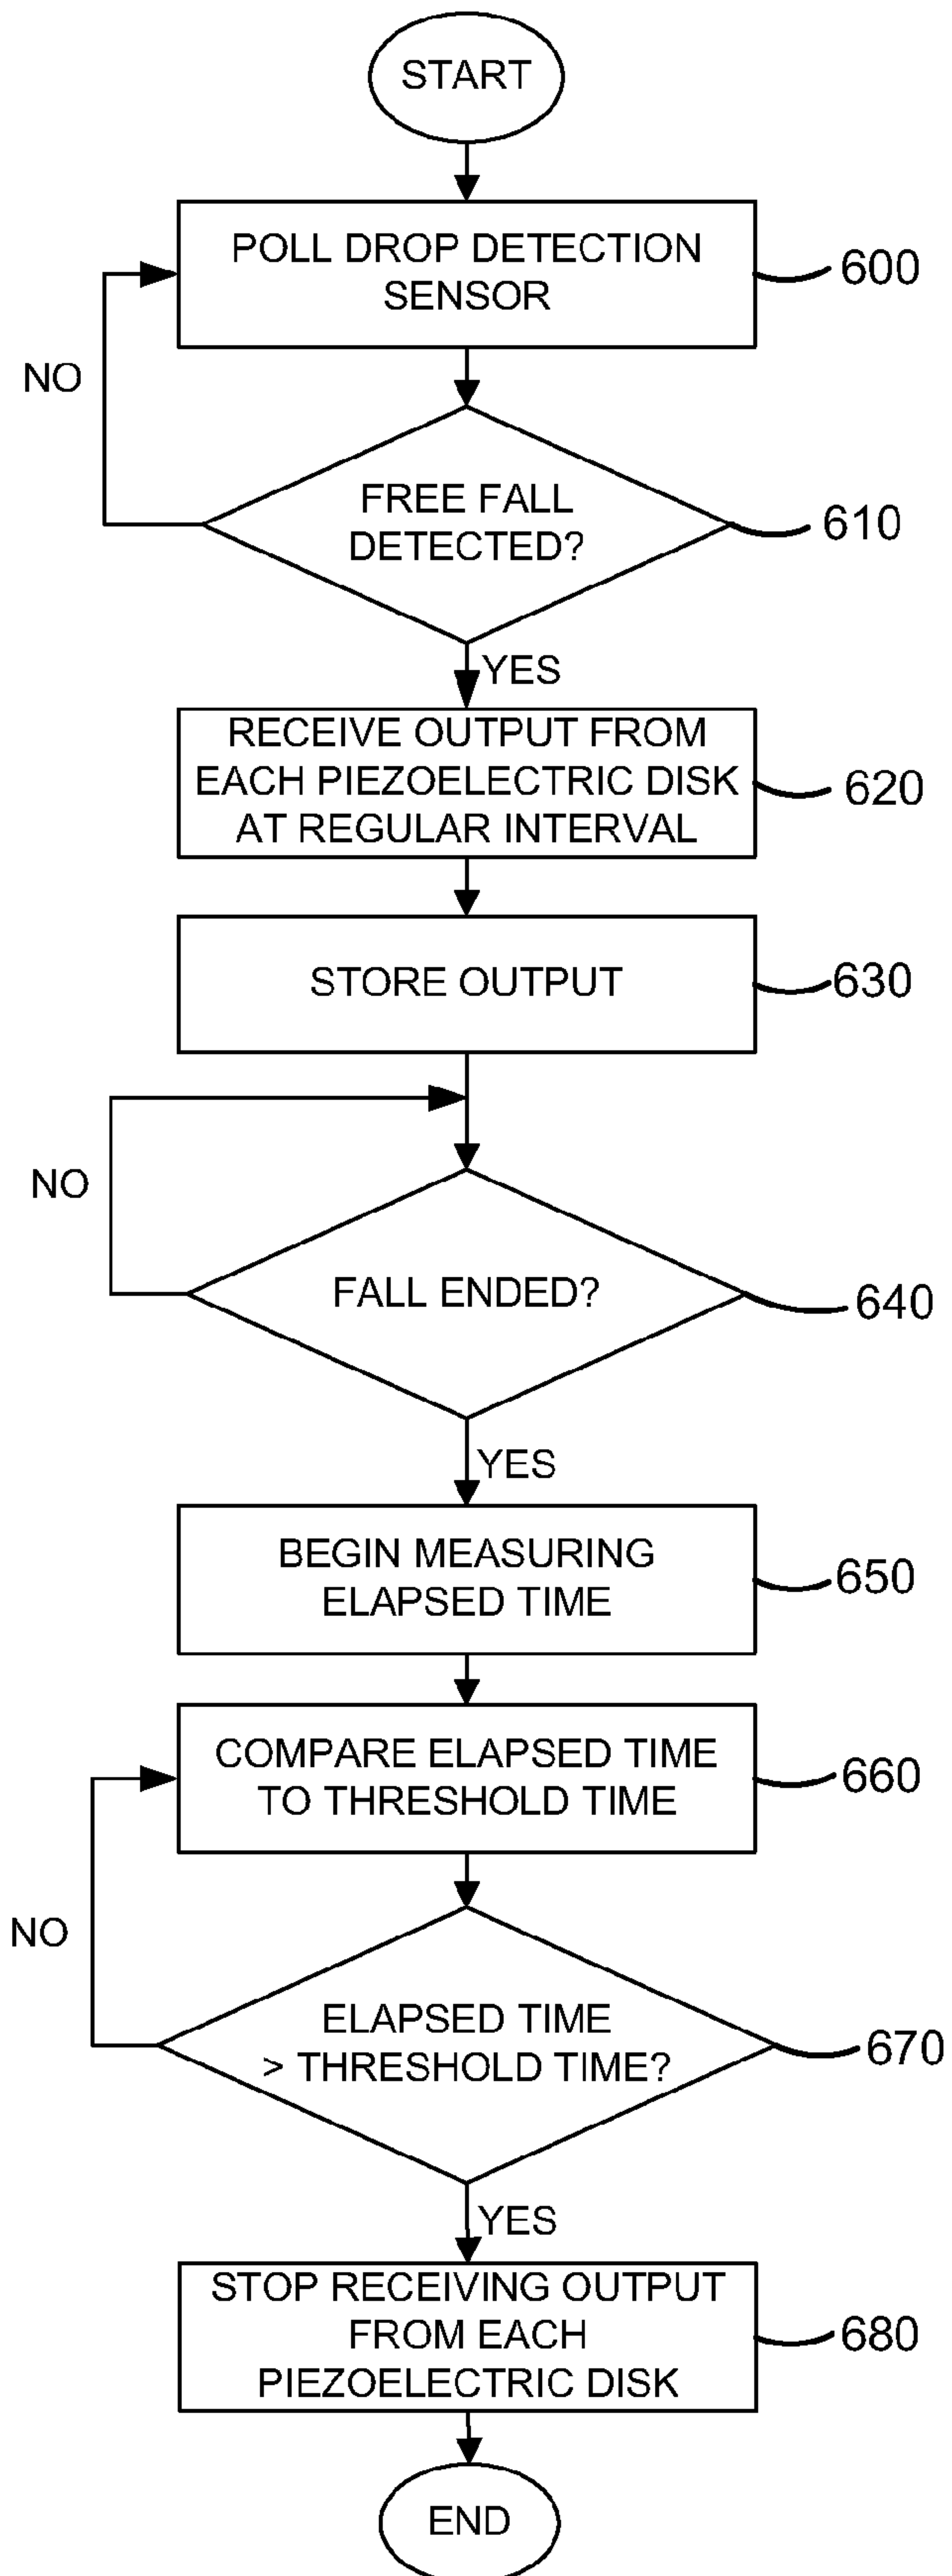 START
POLL DROP DETECTION
SENSOR
600
NO
FREE FALL
DETECTED?
610
YES
RECEIVE OUTPUT FROM
EACH PIEZOELECTRIC DISK
AT REGULAR INTERVAL
620
STORE OUTPUT
630
NO
FALL ENDED?
640
YES
BEGIN MEASURING
ELAPSED TIME
650
COMPARE ELAPSED TIME
TO THRESHOLD TIME
660
NO
ELAPSED TIME
> THRESHOLD TIME?
670
YES
STOP RECEIVING OUTPUT
FROM EACH
PIEZOELECTRIC DISK
680
END